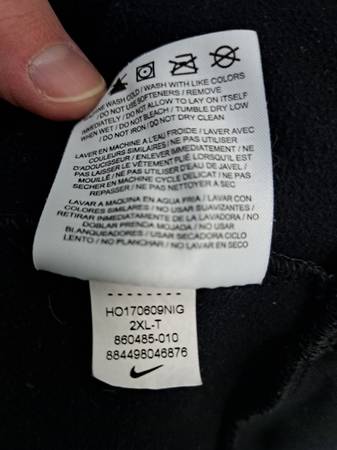 MACHINE WASH COLD / WASH WITH LIKE COLORS
/ DO NOT USE SOFTENERS / REMOVE
IMMEDIATELY / DO NOT ALLOW TO LAY ON ITSELF
WHEN WET / DO NOT BLEACH / TUMBLE DRY LOW
/ DO NOT IRON / DO NOT DRY CLEAN
LAVER EN MACHINE A L'EAU FROIDE / LAVER AVEC
COULEURS SIMILAIRES / NE PAS UTILISER
D'ADOUCISSEUR / ENLEVER IMMEDIATEMENT / NE
PAS LAISSER LE VÊTEMENT PLIÉ LORSQU'IL EST
MOUILLÉ / NE PAS UTILISER D'EAU DE JAVEL /
SECHER EN MACHINE CYCLE DELICAT / NE PAS
REPASSER / NE PAS NETTOYER A SEC
LAVAR A MAQUINA EN AGUA FRIA / LAVAR CON
COLORES SIMILARES / NO USAR SUAVIZANTES /
RETIRAR INMEDIATAMENTE DE LA LAVADORA / NO
DOBLAR PRENDA MOJADA / NO USAR
BLANQUEADORES / USAR SECADORA CICLO
LENTO / NO PLANCHAR / NO LAVAR EN SECO
HO170609NIG
2XL-T
860485-010
884498046876